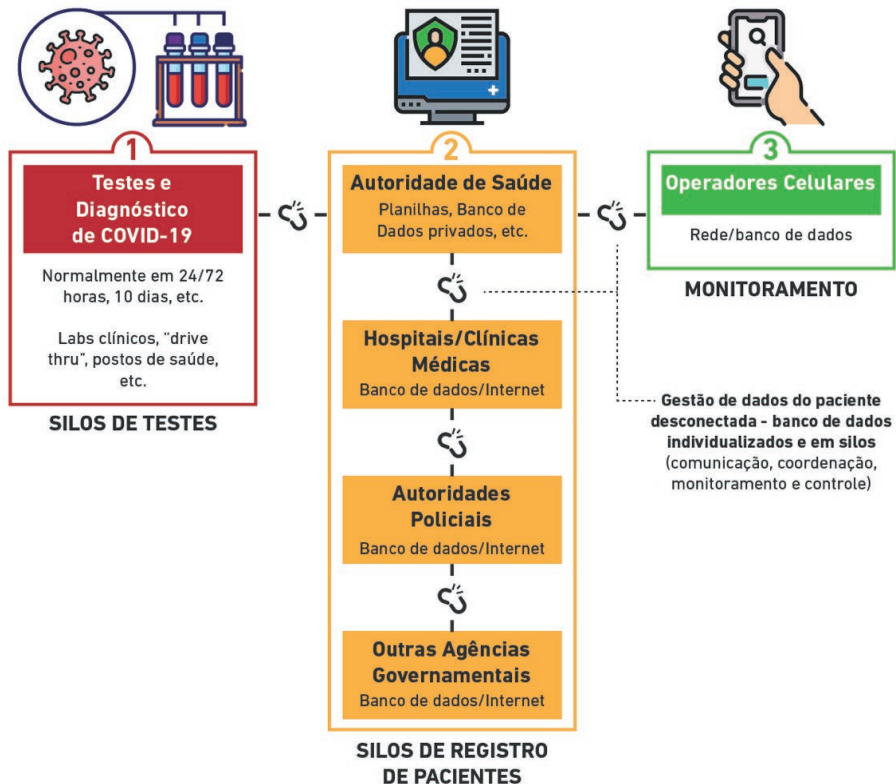 1
Testes e
Diagnóstico
de COVID-19
Normalmente em 24/72
horas, 10 dias, etc.
Labs clínicos, “drive
thru”, postos de saúde,
etc.
SILOS DE TESTES
2
Autoridade de Saúde
Planilhas, Banco de
Dados privados, etc.
Hospitais/Clínicas
Médicas
Banco de dados/Internet
Autoridades
Policiais
Banco de dados/Internet
Outras Agências
Governamentais
Banco de dados/Internet
SILOS DE REGISTRO
DE PACIENTES
3
Operadores Celulares
Rede/banco de dados
MONITORAMENTO
Gestão de dados do paciente
desconectada - banco de dados
individualizados e em silos
(comunicação, coordenação,
monitoramento e controle)